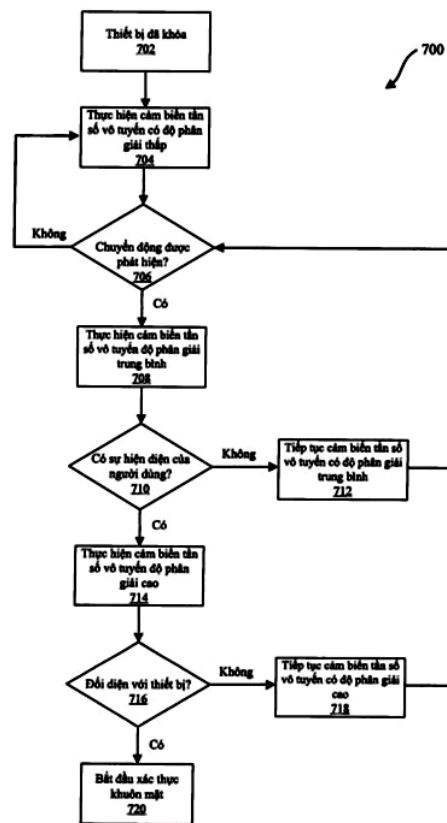 Thiết bị đã khóa
702
700
Thực hiện cảm biến tần
số vô tuyến có độ phân
giải thấp
704
Không
Chuyển động được
phát hiện?
706
Có
Thực hiện cảm biến tần
số vô tuyến độ phân giải
trung bình
708
Có sự hiện diện của
người dùng?
710
Không
Tiếp tục cảm biến tần số
vô tuyến có độ phân giải
trung bình
712
Có
Thực hiện cảm biến tần
số vô tuyến độ phân
giải cao
714
Đối diện với thiết bị?
716
Không
Tiếp tục cảm biến tần số
vô tuyến có độ phân giải
cao
718
Có
Bắt đầu xác thực
khuôn mặt
720